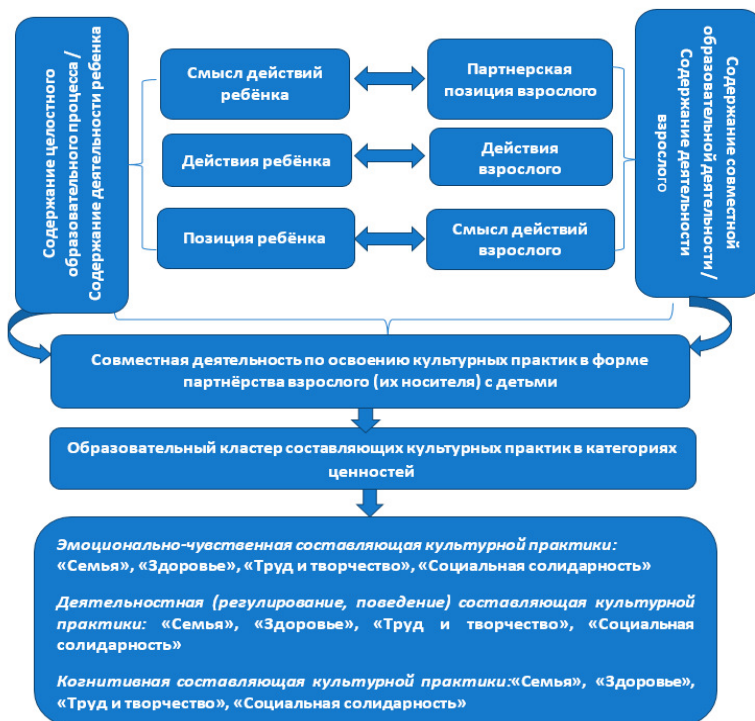 Содержание целостного
образовательного процесса /
Содержание деятельности ребенка
Смысл действий
ребёнка
Партнерская
позиция взрослого
Действия ребёнка
Действия
взрослого
Позиция ребёнка
Смысл действий
взрослого
Содержание совместной
образовательной деятельности /
Содержание деятельности
взрослого
Совместная деятельность по освоению культурных практик в форме
партнёрства взрослого (их носителя) с детьми
Образовательный кластер составляющих культурных практик в категориях
ценностей
Эмоционально-чувственная составляющая культурной практики:
«Семья», «Здоровье», «Труд и творчество», «Социальная солидарность»
Деятельностная (регулирование, поведение) составляющая культурной
практики: «Семья», «Здоровье», «Труд и творчество», «Социальная
солидарность»
Когнитивная составляющая культурной практики:«Семья», «Здоровье»,
«Труд и творчество», «Социальная солидарность»